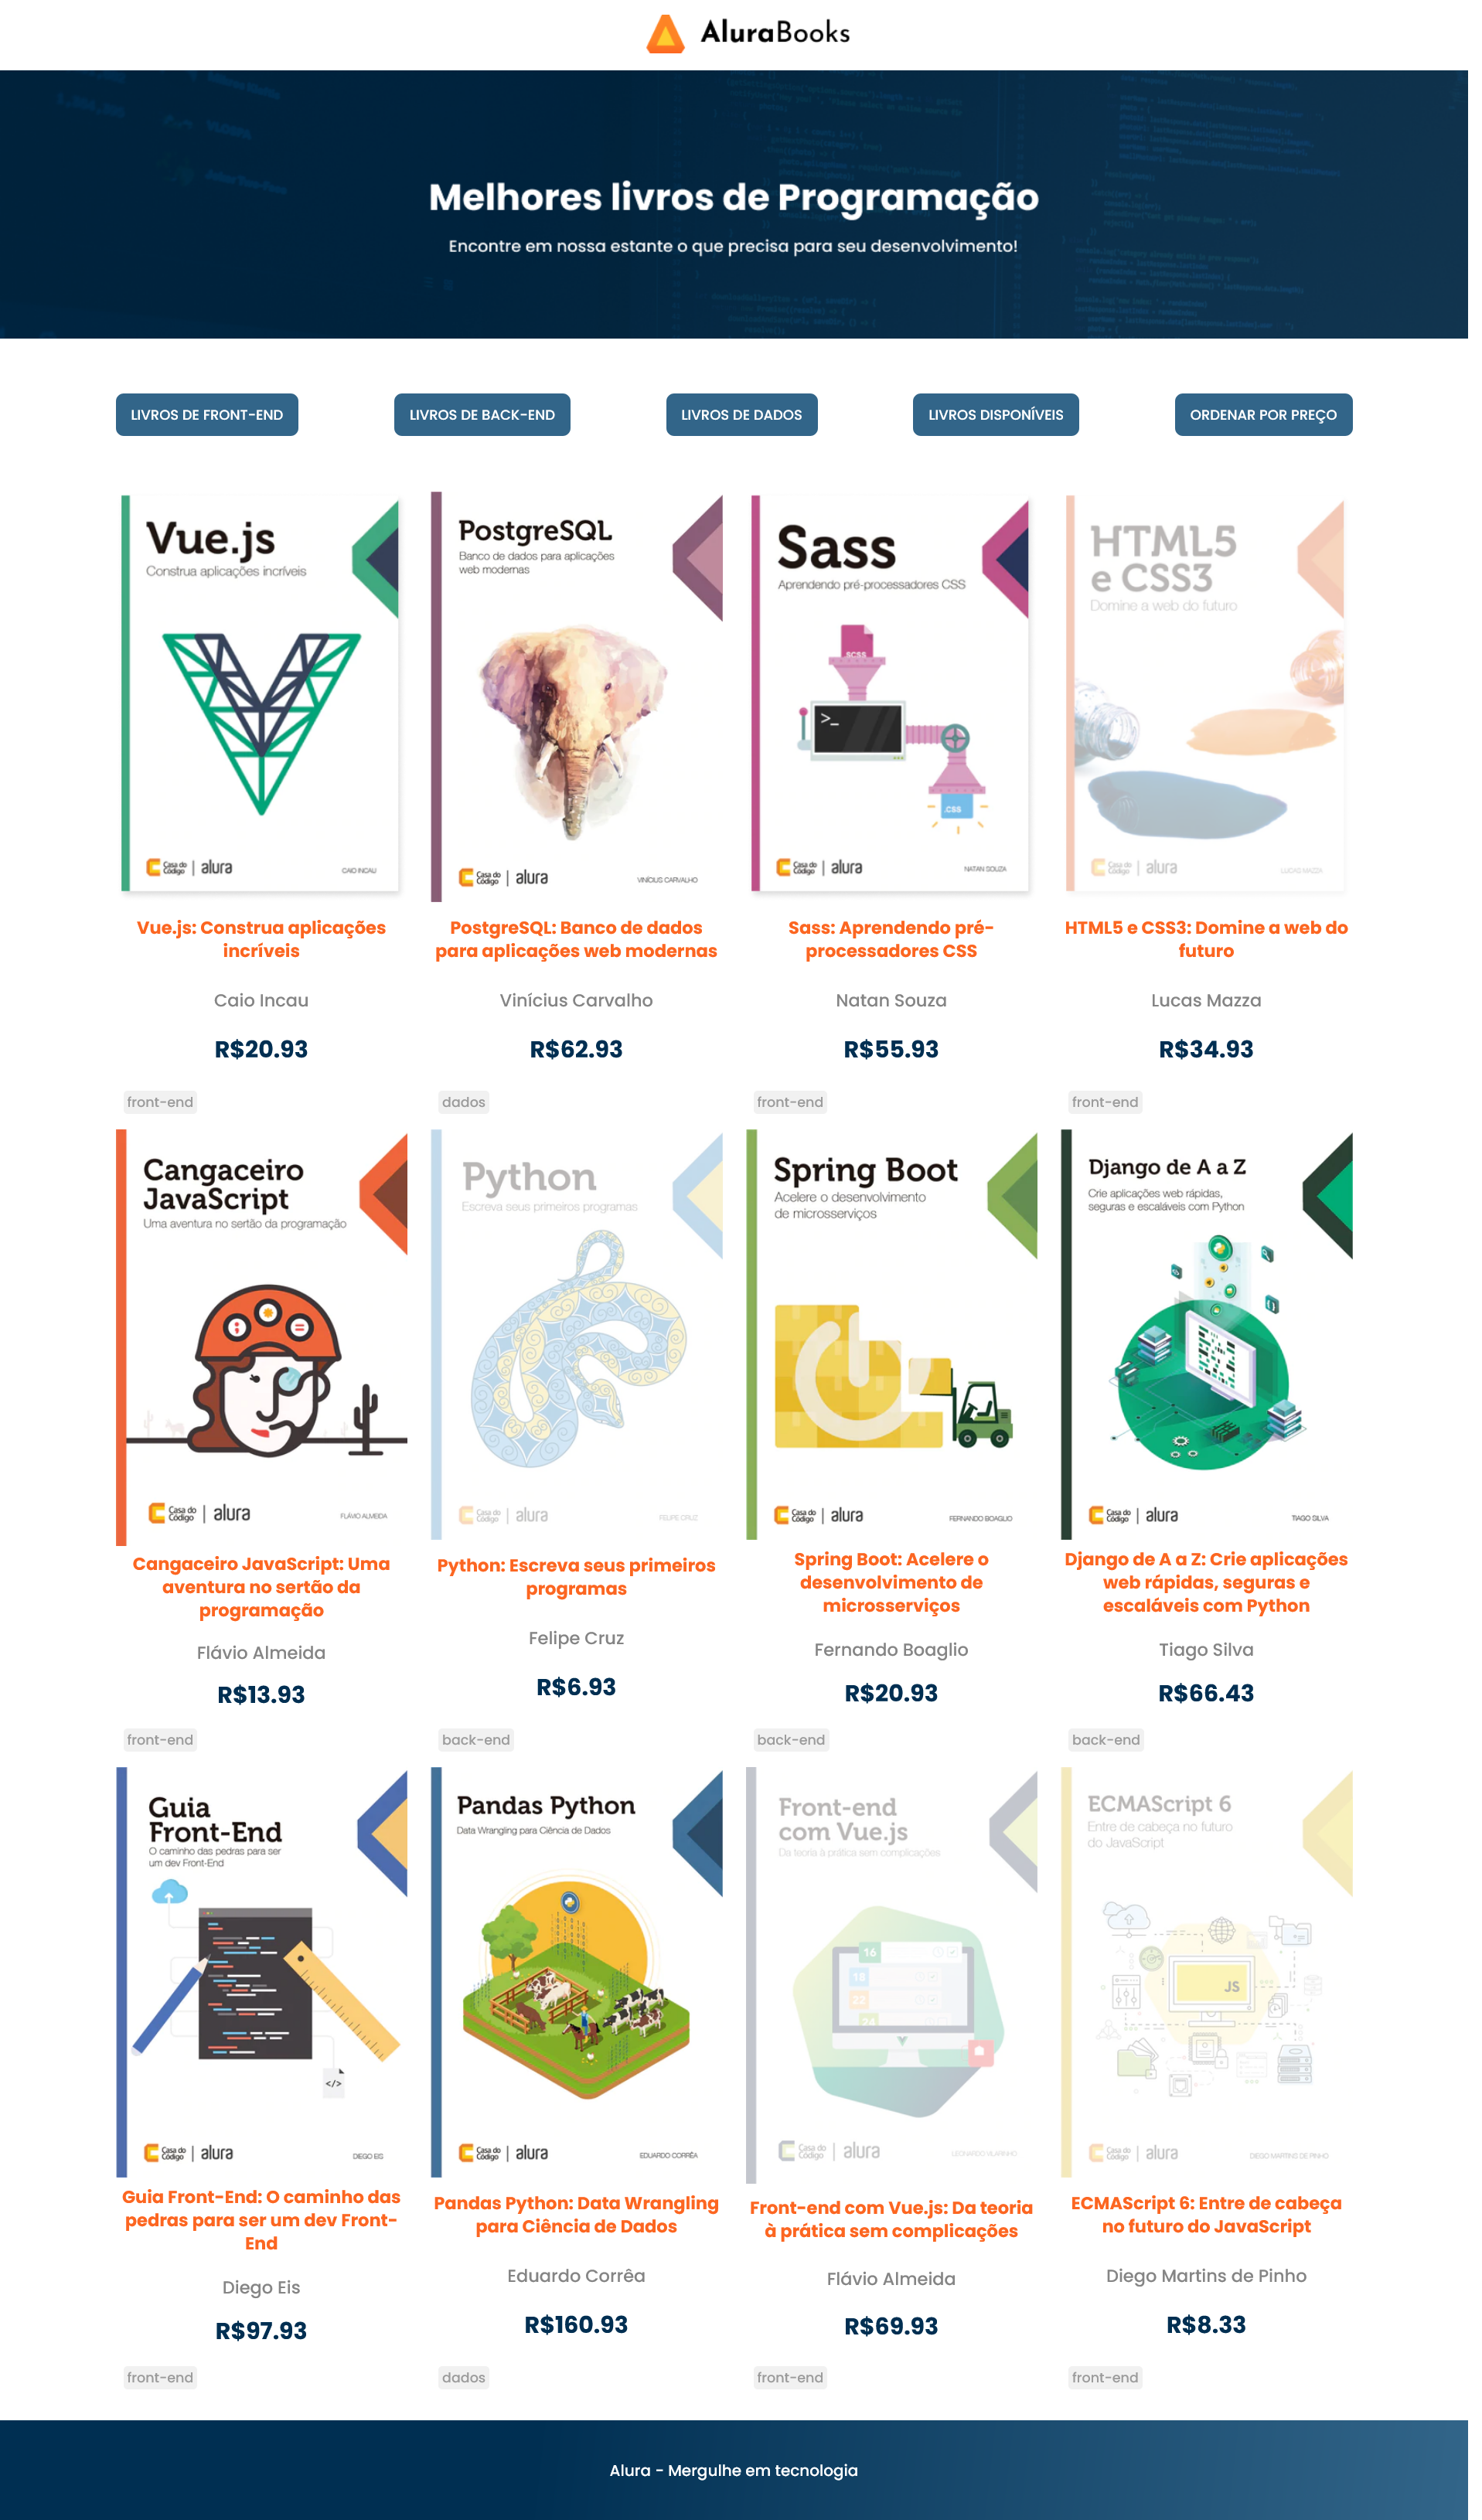 AluraBooks
Melhores livros de Programação
Encontre em nossa estante o que precisa para seu desenvolvimento!
LIVROS DE FRONT-END
LIVROS DE BACK-END
LIVROS DE DADOS
LIVROS DISPONÍVEIS
ORDENAR POR PREÇO
Vue.js
Construa aplicações incríveis
Casa do
Código
alura
CAIO INCAU
PostgreSQL
Banco de dados para aplicações
web modernas
Casa do
Código
alura
VINÍCIUS CARVALHO
Sass
Aprendendo pré-processadores CSS
SCSS
>_
.CSS
Casa do
Código
alura
NATAN SOUZA
HTML5
e CSS3
Domine a web do futuro
Casa do
Código
alura
LUCAS MAZZA
Vue.js: Construa aplicações
incríveis
Caio Incau
R$20.93
front-end
PostgreSQL: Banco de dados
para aplicações web modernas
Vinícius Carvalho
R$62.93
dados
Sass: Aprendendo pré-
processadores CSS
Natan Souza
R$55.93
front-end
HTML5 e CSS3: Domine a web do
futuro
Lucas Mazza
R$34.93
front-end
Cangaceiro
JavaScript
Uma aventura no sertão da programação
Casa do
Código
alura
FLÁVIO ALMEIDA
Python
Escreva seus primeiros programas
Casa do
Código
alura
FELIPE CRUZ
Spring Boot
Acelere o desenvolvimento
de microsserviços
Casa do
Código
alura
FERNANDO BOAGLIO
Django de A a Z
Crie aplicações web rápidas,
seguras e escaláveis com Python
Casa do
Código
alura
TIAGO SILVA
Cangaceiro JavaScript: Uma
aventura no sertão da
programação
Flávio Almeida
R$13.93
front-end
Python: Escreva seus primeiros
programas
Felipe Cruz
R$6.93
back-end
Spring Boot: Acelere o
desenvolvimento de
microsserviços
Fernando Boaglio
R$20.93
back-end
Django de A a Z: Crie aplicações
web rápidas, seguras e
escaláveis com Python
Tiago Silva
R$66.43
back-end
Guia
Front-End
O caminho das pedras para ser
um dev Front-End
</>
Casa do
Código
alura
DIEGO EIS
Pandas Python
Data Wrangling para Ciência de Dados
Casa do
Código
alura
EDUARDO CORRÊA
Front-end
com Vue.js
Da teoria à prática sem complicações
16
18
22
24
Casa do
Código
alura
LEONARDO VILARINHO
ECMAScript 6
Entre de cabeça no futuro
do JavaScript
JS
Casa do
Código
alura
DIEGO MARTINS DE PINHO
Guia Front-End: O caminho das
pedras para ser um dev Front-
End
Diego Eis
R$97.93
front-end
Pandas Python: Data Wrangling
para Ciência de Dados
Eduardo Corrêa
R$160.93
dados
Front-end com Vue.js: Da teoria
à prática sem complicações
Flávio Almeida
R$69.93
front-end
ECMAScript 6: Entre de cabeça
no futuro do JavaScript
Diego Martins de Pinho
R$8.33
front-end
Alura - Mergulhe em tecnologia